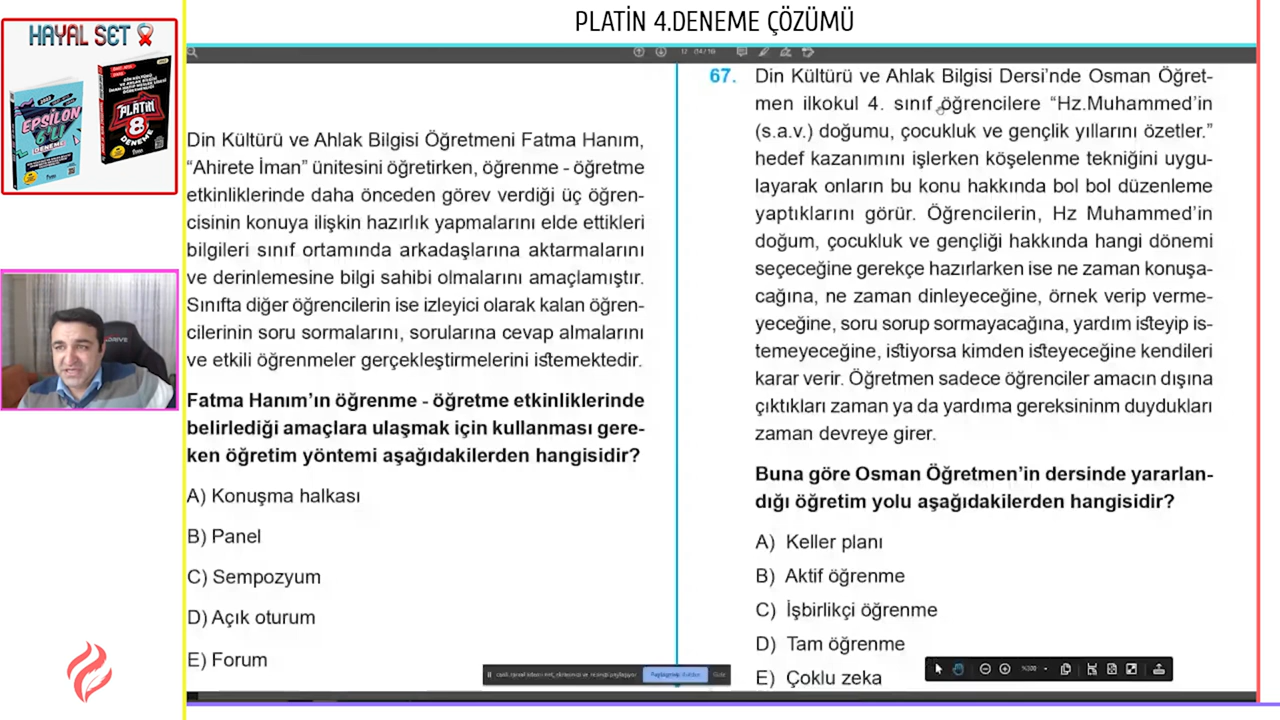 PLATİN 4.DENEME ÇÖZÜMÜ
HAYAL SET
EPSİLON
6'LI
DENEME
PLATİN
8
DENEME
Din Kültürü ve Ahlak Bilgisi Öğretmeni Fatma Hanım,
“Ahirete İman” ünitesini öğretirken, öğrenme - öğretme
etkinliklerinde daha önceden görev verdiği üç öğren-
cisinin konuya ilişkin hazırlık yapmalarını elde ettikleri
bilgileri sınıf ortamında arkadaşlarına aktarmalarını
ve derinlemesine bilgi sahibi olmalarını amaçlamıştır.
Sınıfta diğer öğrencilerin ise izleyici olarak kalan öğren-
cilerinin soru sormalarını, sorularına cevap almalarını
ve etkili öğrenmeler gerçekleştirmelerini istemektedir.
Fatma Hanım’ın öğrenme - öğretme etkinliklerinde
belirlediği amaçlara ulaşmak için kullanması gere-
ken öğretim yöntemi aşağıdakilerden hangisidir?
A) Konuşma halkası
B) Panel
C) Sempozyum
D) Açık oturum
E) Forum
67. Din Kültürü ve Ahlak Bilgisi Dersi’nde Osman Öğret-
men ilkokul 4. sınıf öğrencilere “Hz.Muhammed’in
(s.a.v.) doğumu, çocukluk ve gençlik yıllarını özetler.”
hedef kazanımını işlerken köşelenme tekniğini uygu-
layarak onların bu konu hakkında bol bol düzenleme
yaptıklarını görür. Öğrencilerin, Hz Muhammed’in
doğum, çocukluk ve gençliği hakkında hangi dönemi
seçeceğine gerekçe hazırlarken ise ne zaman konuşa-
cağına, ne zaman dinleyeceğine, örnek verip verme-
yeceğine, soru sorup sormayacağına, yardım isteyip is-
temeyeceğine, istiyorsa kimden isteyeceğine kendileri
karar verir. Öğretmen sadece öğrenciler amacın dışına
çıktıkları zaman ya da yardıma gereksininm duydukları
zaman devreye girer.
Buna göre Osman Öğretmen’in dersinde yararlan-
dığı öğretim yolu aşağıdakilerden hangisidir?
A) Keller planı
B) Aktif öğrenme
C) İşbirlikçi öğrenme
D) Tam öğrenme
E) Çoklu zeka